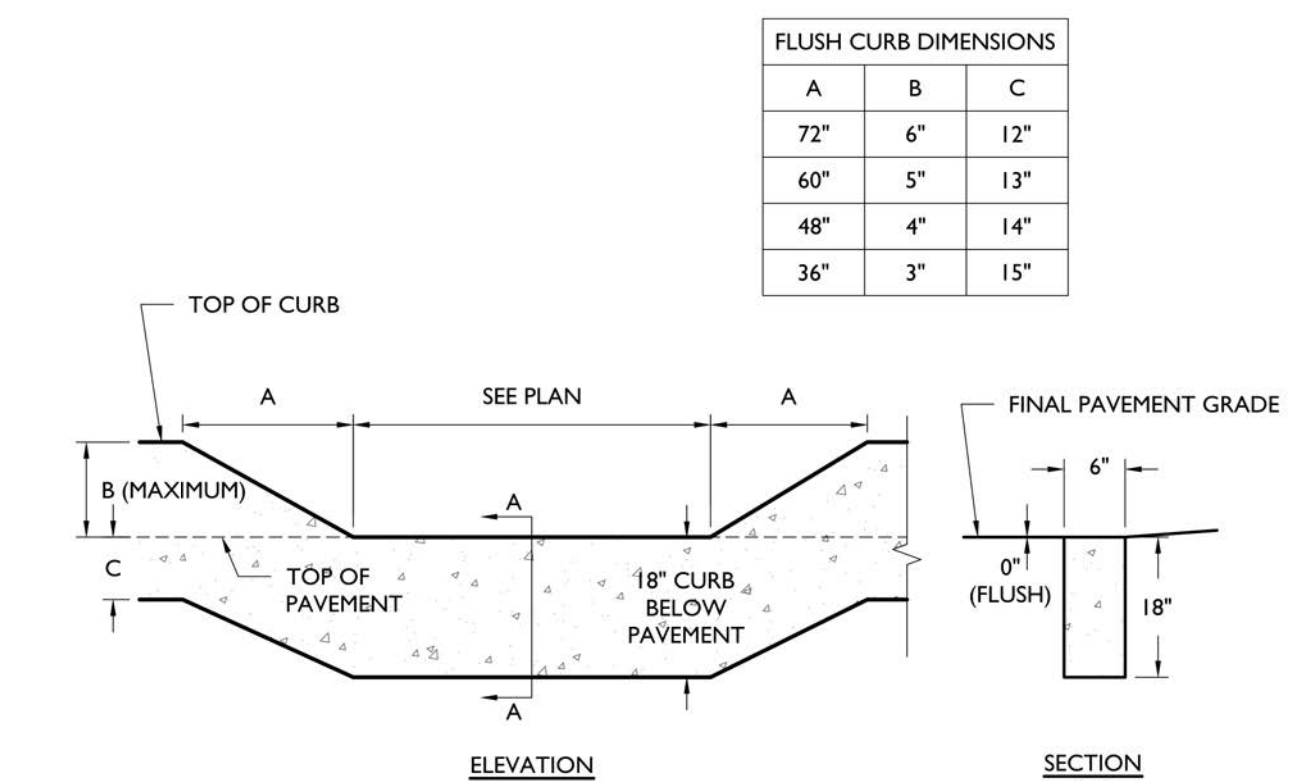 FLUSH CURB DIMENSIONS
A B C
72" 6" 12"
60" 5" 13"
48" 4" 14"
36" 3" 15"
TOP OF CURB
A
SEE PLAN
A
FINAL PAVEMENT GRADE
6"
B (MAXIMUM)
A
C
TOP OF
PAVEMENT
18" CURB
BELOW
PAVEMENT
0"
(FLUSH)
18"
A
ELEVATION
SECTION